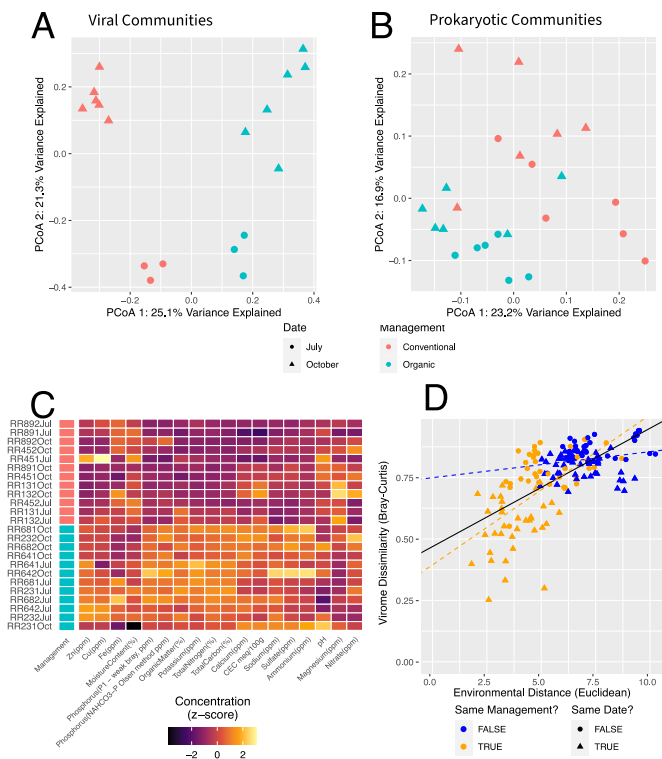 A
Viral Communities
0.2
0.0
−0.2
−0.4
PCoA 2: 21.3% Variance Explained
−0.2
0.0
0.2
0.4
PCoA 1: 25.1% Variance Explained
B
Prokaryotic Communities
0.2
0.1
0.0
−0.1
PCoA 2: 16.9% Variance Explained
−0.1
0.0
0.1
0.2
PCoA 1: 23.2% Variance Explained
Date
July
October
Management
Conventional
Organic
C
RR892Jul
RR891Jul
RR892Oct
RR452Oct
RR451Jul
RR891Oct
RR451Oct
RR131Oct
RR132Oct
RR452Jul
RR131Jul
RR132Jul
RR681Oct
RR232Oct
RR682Oct
RR641Oct
RR641Jul
RR642Oct
RR681Jul
RR231Jul
RR682Jul
RR642Jul
RR232Jul
RR231Oct
Management
Zn(ppm)
Cu(ppm)
Fe(ppm)
MoistureContent(%)
Phosphorus(P1 − weak bray, ppm)
Phosphorus(NAHCO3−P Olsen method ppm)
OrganicMatter(%)
Potassium(ppm)
TotalNitrogen(%)
TotalCarbon(%)
Calcium(ppm)
CEC meq/100g
Sodium(ppm)
Sulfate(ppm)
Ammonium(ppm)
pH
Magnesium(ppm)
Nitrate(ppm)
Concentration
(z−score)
−2
0
2
D
0.75
0.50
0.25
0.00
Virome Dissimilarity (Bray−Curtis)
0.0
2.5
5.0
7.5
10.0
Environmental Distance (Euclidean)
Same Management?
FALSE
TRUE
Same Date?
FALSE
TRUE